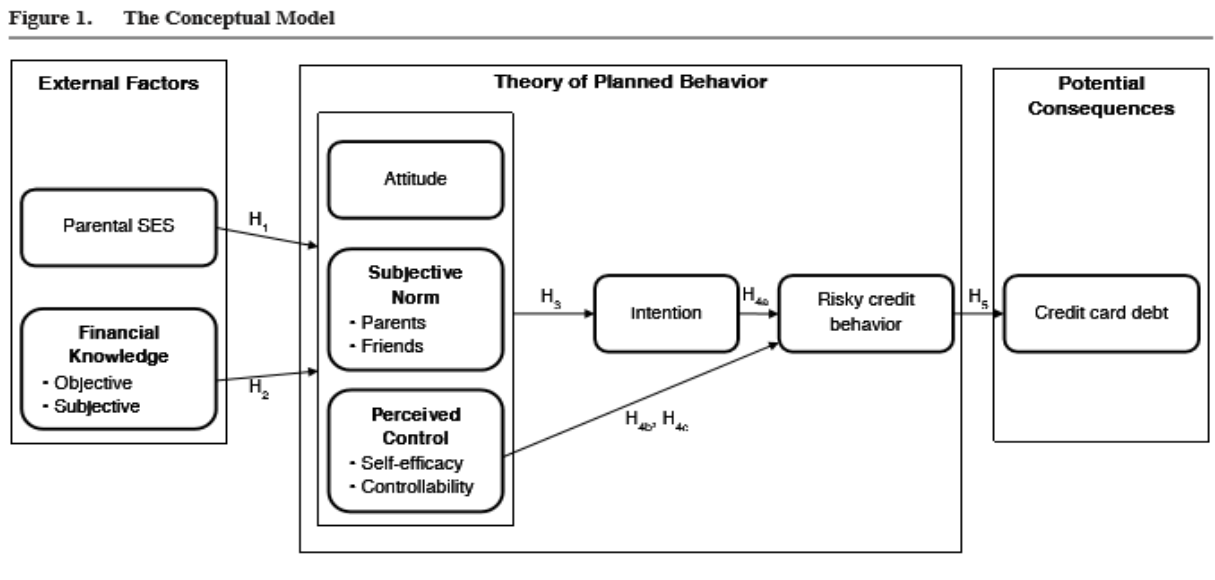 Figure 1. The Conceptual Model
External Factors
Parental SES
Financial
Knowledge
- Objective
- Subjective
H1
H2
Theory of Planned Behavior
Attitude
Subjective
Norm
- Parents
- Friends
Perceived
Control
- Self-efficacy
- Controllability
H3
Intention
H4a
H4b, H4c
Risky credit
behavior
H5
Potential
Consequences
Credit card debt